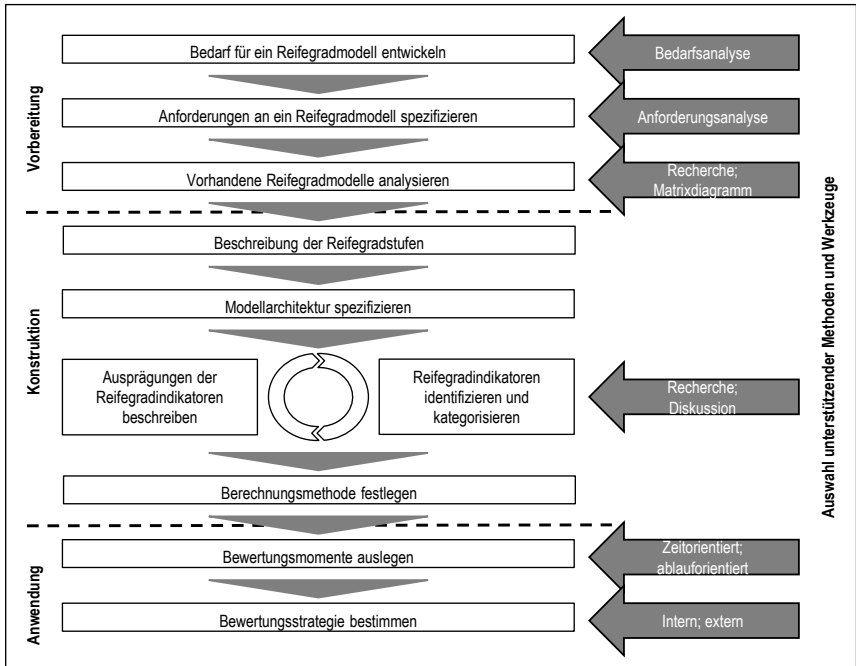 Vorbereitung
Bedarf für ein Reifegradmodell entwickeln
Bedarfsanalyse
Anforderungen an ein Reifegradmodell spezifizieren
Anforderungsanalyse
Vorhandene Reifegradmodelle analysieren
Recherche;
Matrixdiagramm
Konstruktion
Beschreibung der Reifegradstufen
Modellarchitektur spezifizieren
Ausprägungen der
Reifegradindikatoren
beschreiben
Reifegradindikatoren
identifizieren und
kategorisieren
Recherche;
Diskussion
Berechnungsmethode festlegen
Anwendung
Bewertungsmomente auslegen
Zeitorientiert;
ablauforientiert
Bewertungsstrategie bestimmen
Intern; extern
Auswahl unterstützender Methoden und Werkzeuge